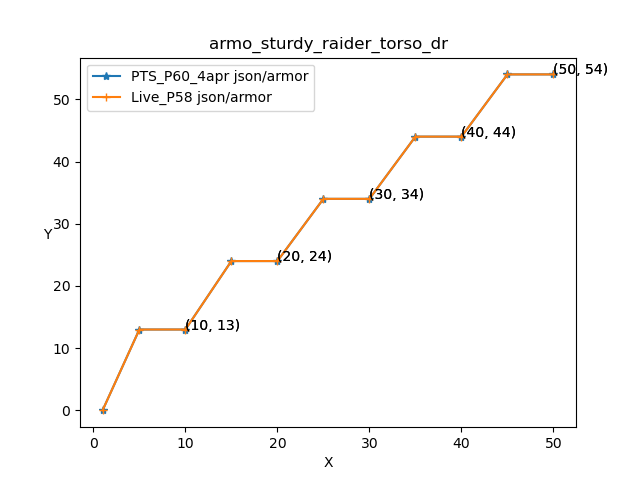 armo_sturdy_raider_torso_dr
PTS_P60_4apr json/armor
Live_P58 json/armor
(50, 54)
(40, 44)
(30, 34)
(20, 24)
(10, 13)
50
40
30
20
10
0
Y
0 10 20 30 40 50
X